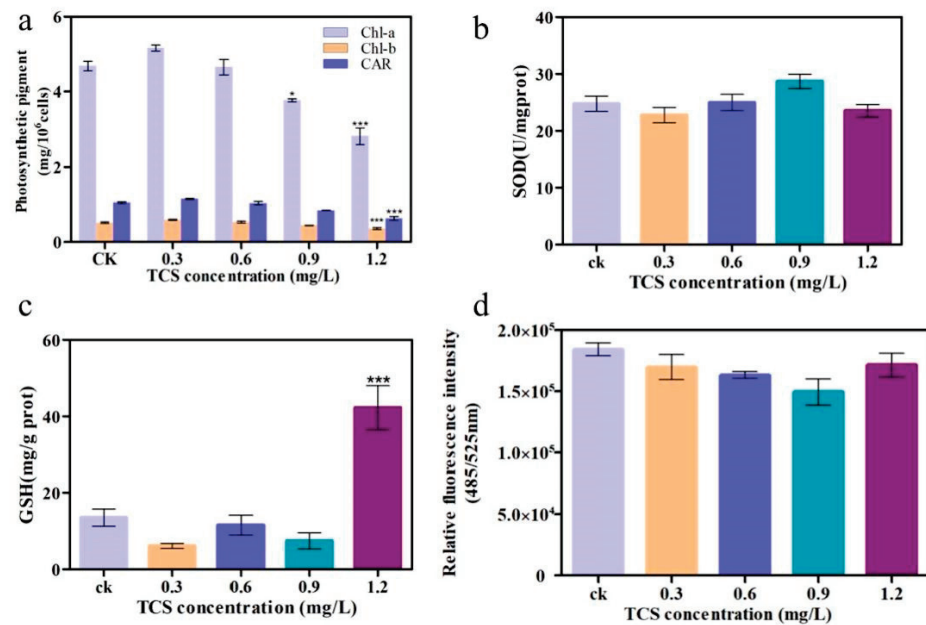 a
Photosynthetic pigment
(mg/10⁶cells)
6
4
2
0
Chl-a
Chl-b
CAR
*
***
***
***
CK
0.3
0.6
0.9
1.2
TCS concentration (mg/L)
b
SOD(U/mgprot)
40
30
20
10
0
ck
0.3
0.6
0.9
1.2
TCS concentration (mg/L)
c
GSH(mg/g prot)
60
40
20
0
***
ck
0.3
0.6
0.9
1.2
TCS concentration (mg/L)
d
Relative fluorescence intensity
(485/525nm)
2.0×10⁵
1.5×10⁵
1.0×10⁵
5.0×10⁴
0
ck
0.3
0.6
0.9
1.2
TCS concentration (mg/L)